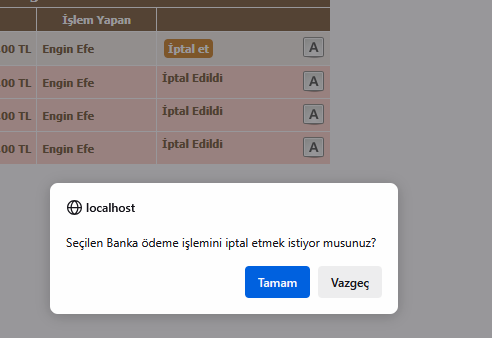 İşlem Yapan
.00 TL Engin Efe İptal et A
.00 TL Engin Efe İptal Edildi A
.00 TL Engin Efe İptal Edildi A
.00 TL Engin Efe İptal Edildi A
localhost
Seçilen Banka ödeme işlemini iptal etmek istiyor musunuz?
Tamam Vazgeç